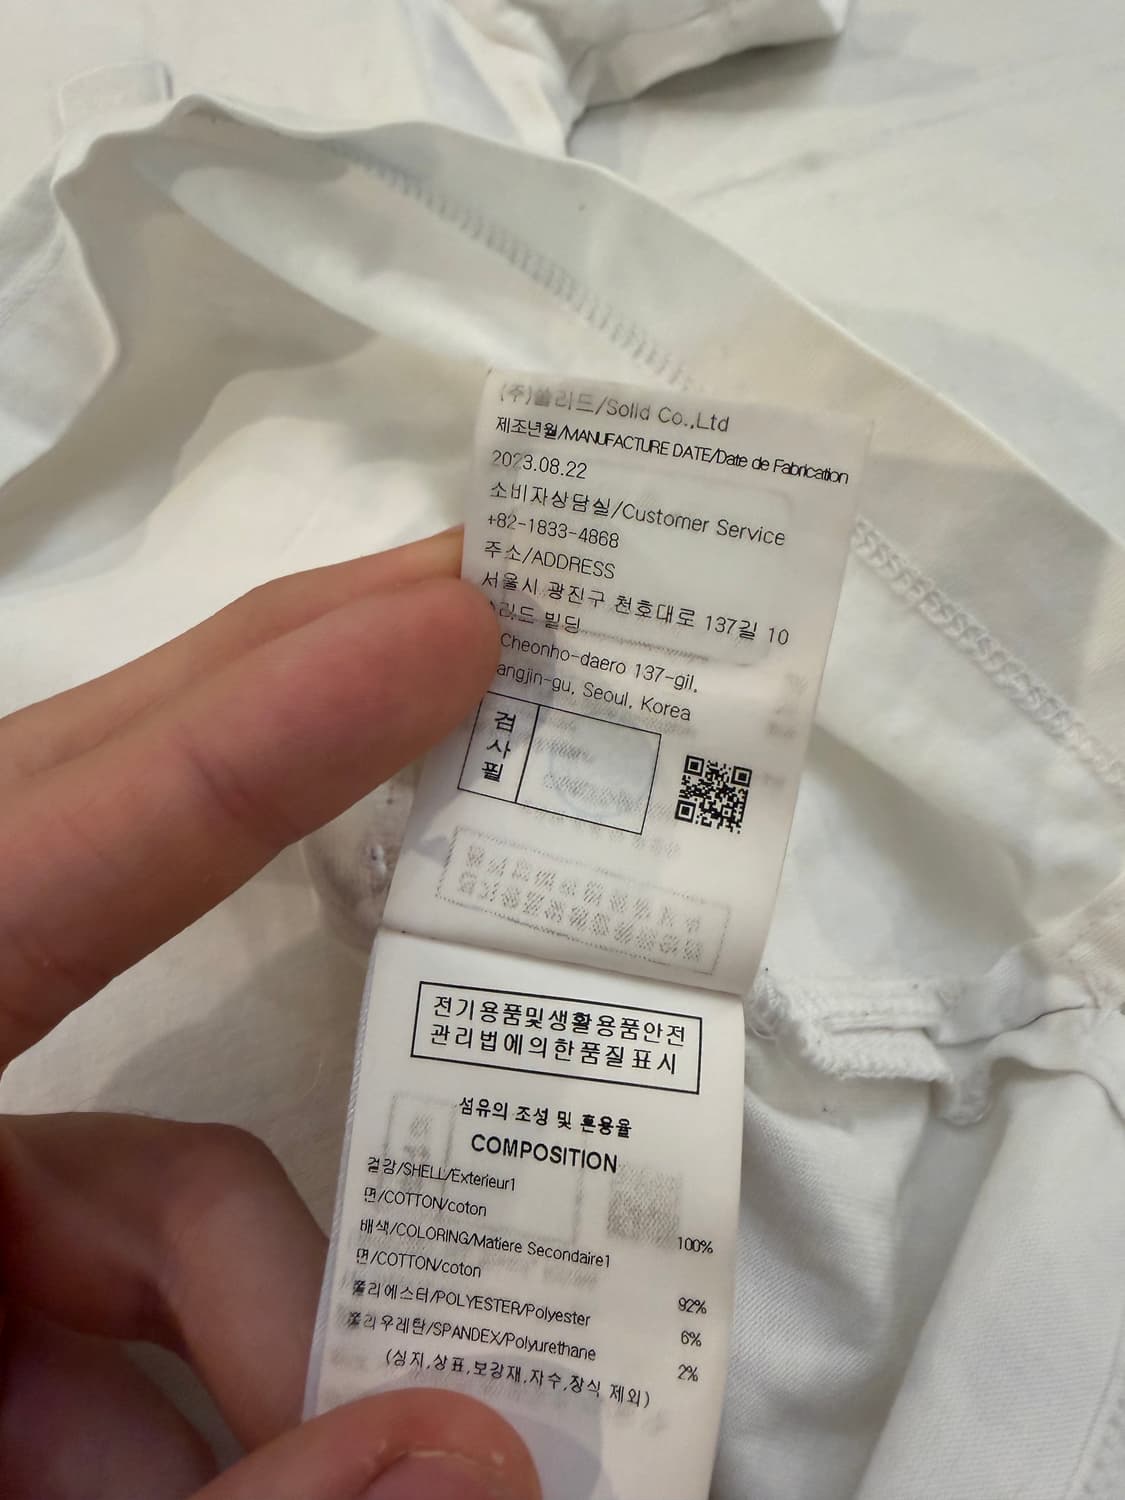 (주)쏠리드/Solid Co.,Ltd
제조년월/MANUFACTURE DATE/Date de Fabrication
2023.08.22
소비자상담실/Customer Service
+82-1833-4868
주소/ADDRESS
서울시 광진구 천호대로 137길 10
빌딩
Cheonho-daero 137-gil,
Seoul, Korea
검사필
전기용품및생활용품안전
관리법에의한품질표시
섬유의 조성 및 혼용율
COMPOSITION
겉감/SHELL/Exterieur1
면/COTTON/coton 100%
배색/COLORING/Matiere Secondaire1
면/COTTON/coton 92%
폴리에스터/POLYESTER/Polyester 6%
폴리우레탄/SPANDEX/Polyurethane 2%
(심지,상표,보강재,자수,장식 제외)